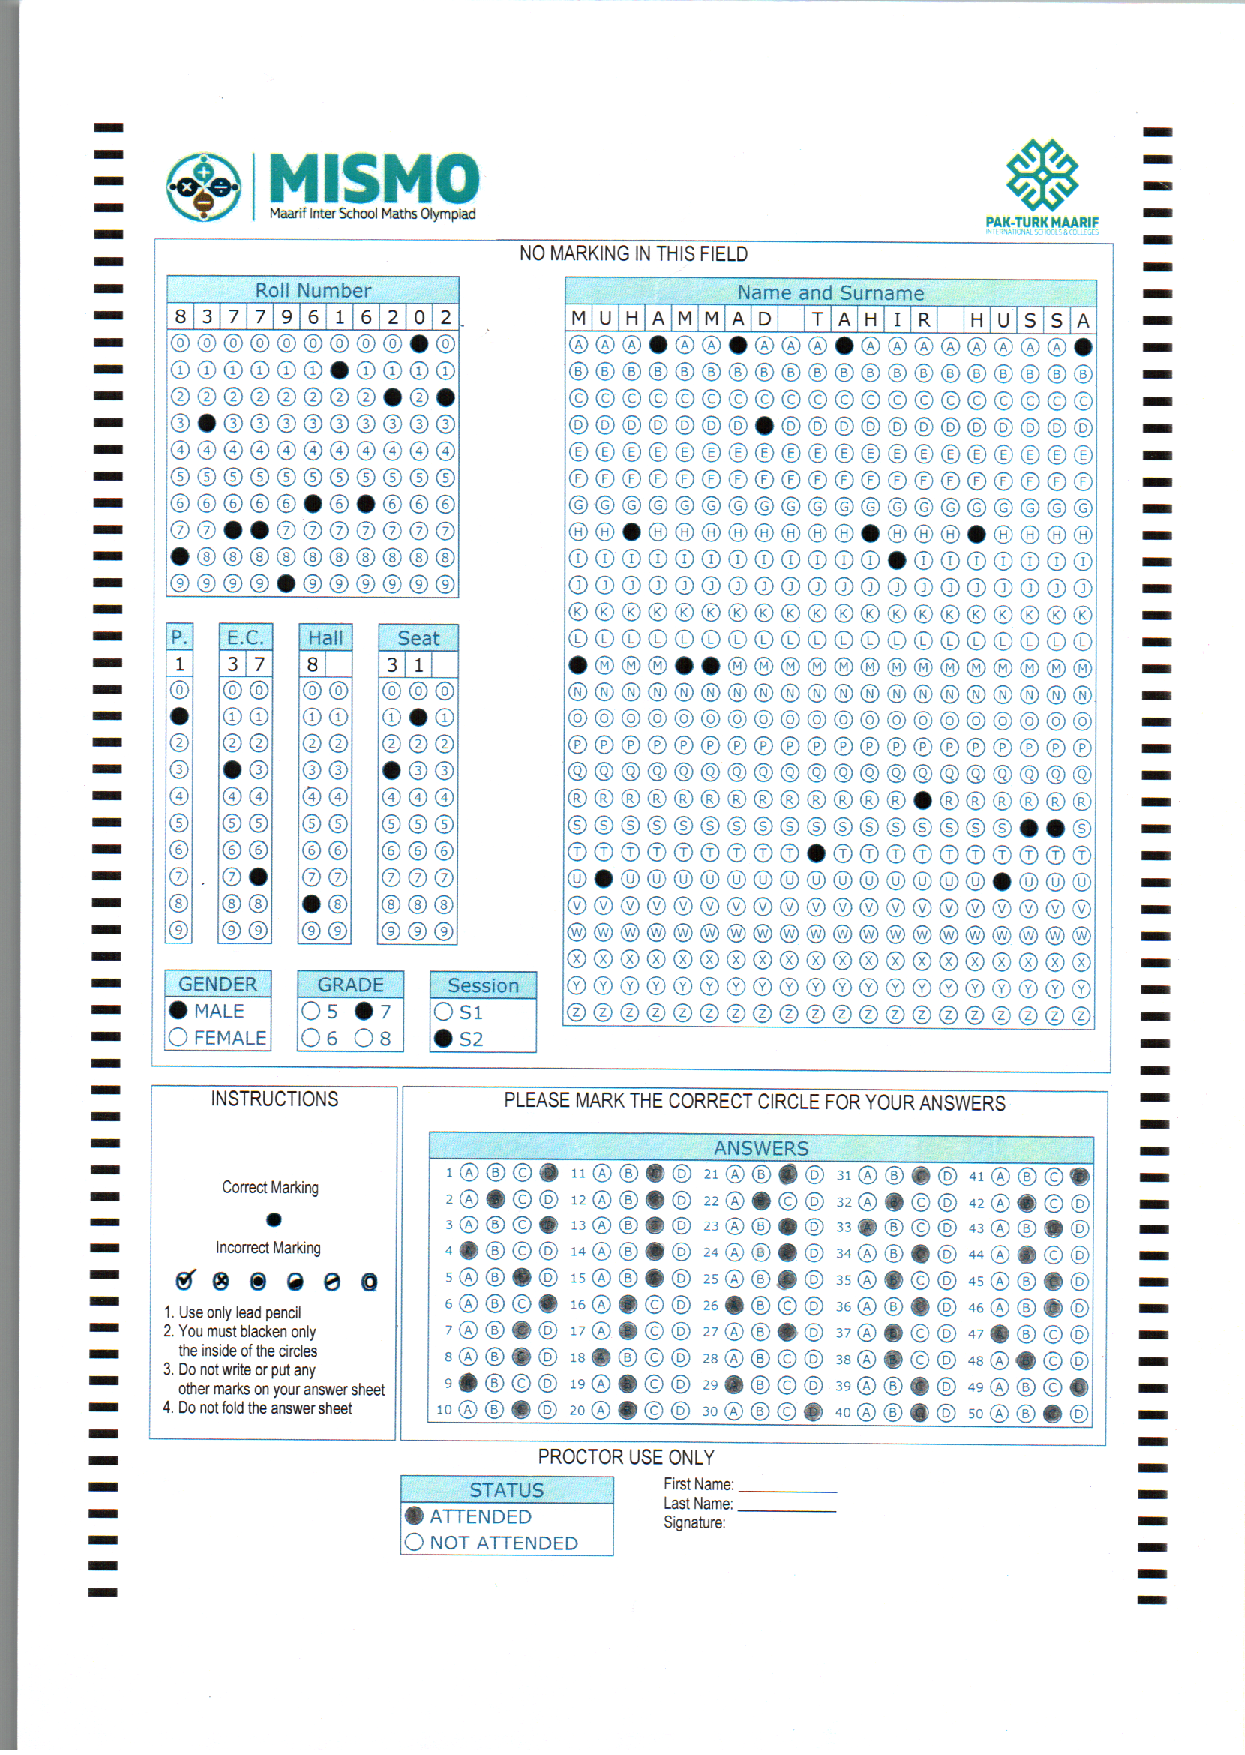 MISMO
Maarif Inter School Maths Olympiad
PAK-TURK MAARIF
INTERNATIONAL SCHOOLS & COLLEGES
NO MARKING IN THIS FIELD
Roll Number
8 3 7 7 9 6 1 6 2 0 2
Name and Surname
MUHAMMAD TAHIR HUSSA
P. E.C. Hall Seat
1 37 8 31
GENDER
MALE
FEMALE
GRADE
5 7
6 8
Session
S1
S2
INSTRUCTIONS
Correct Marking
Incorrect Marking
1. Use only lead pencil
2. You must blacken only
the inside of the circles
3. Do not write or put any
other marks on your answer sheet
4. Do not fold the answer sheet
PLEASE MARK THE CORRECT CIRCLE FOR YOUR ANSWERS
ANSWERS
1 A B C 11 A B D 21 A B D 31 A B D 41 A B C
2 A C D 12 A B D 22 A C D 32 A C D 42 A C D
3 A B C 13 A B D 23 A B D 33 B C D 43 A B D
4 B C D 14 A B D 24 A B D 34 A B D 44 A C D
5 A B D 15 A B D 25 A B D 35 A C D 45 A B D
6 A B C 16 A C D 26 B C D 36 A B D 46 A B D
7 A B D 17 A C D 27 A B D 37 A C D 47 B C D
8 A B D 18 B C D 28 A B C D 38 A C D 48 A C D
9 B C D 19 A C D 29 B C D 39 A B D 49 A B C
10 A B D 20 A C D 30 A B C 40 A B D 50 A B D
PROCTOR USE ONLY
STATUS
ATTENDED
NOT ATTENDED
First Name:
Last Name:
Signature: